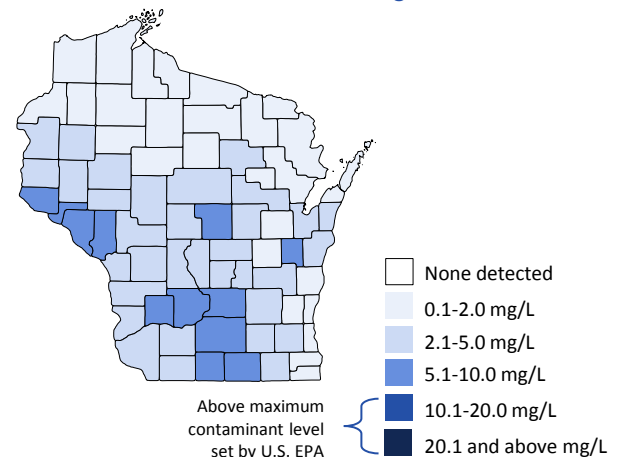 None detected
0.1-2.0 mg/L
2.1-5.0 mg/L
5.1-10.0 mg/L
Above maximum
contaminant level
set by U.S. EPA
10.1-20.0 mg/L
20.1 and above mg/L